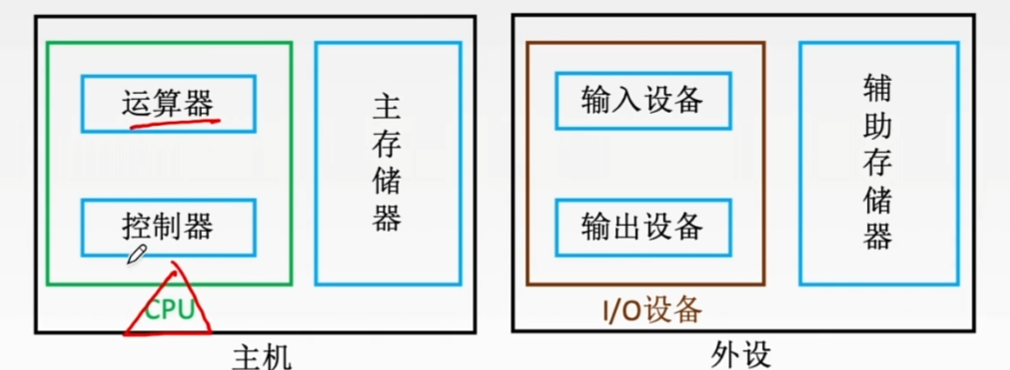 运算器
控制器
CPU
主存储器
主机
输入设备
输出设备
I/O设备
辅助存储器
外设